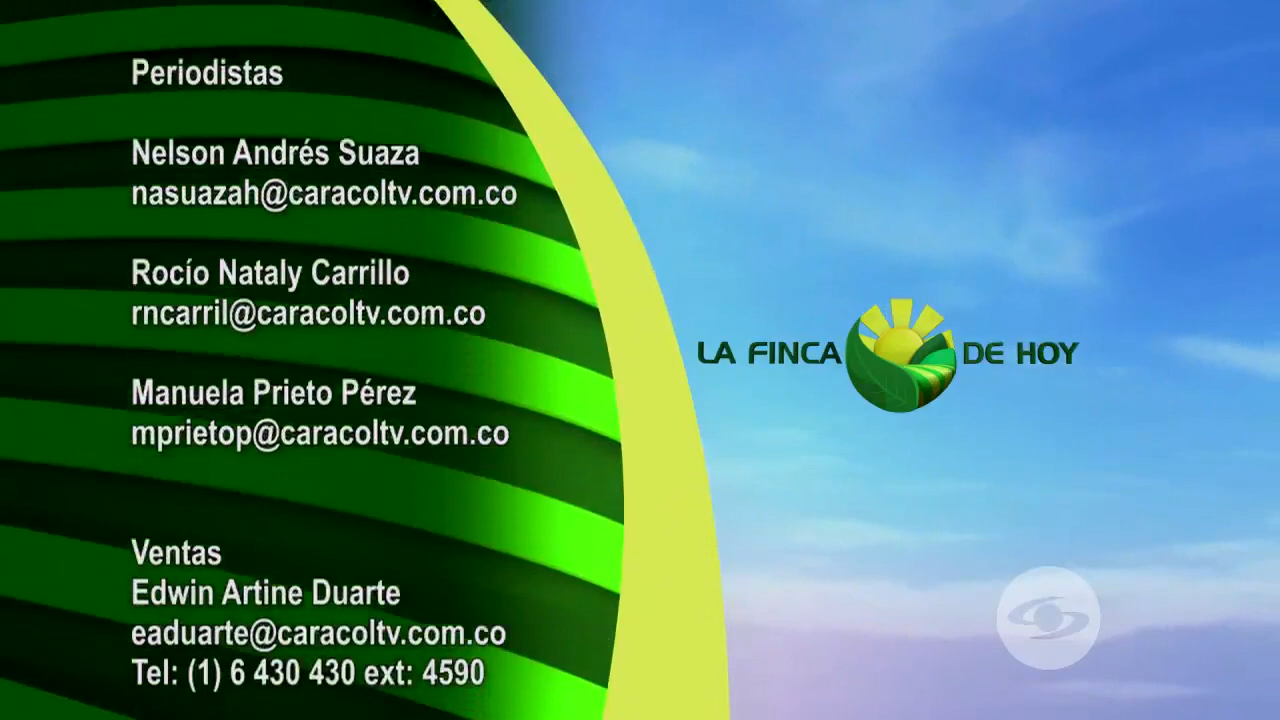 Periodistas
Nelson Andrés Suaza
nasuazah@caracoltv.com.co
Rocío Nataly Carrillo
rncarril@caracoltv.com.co
Manuela Prieto Pérez
mprietop@caracoltv.com.co
Ventas
Edwin Artine Duarte
eaduarte@caracoltv.com.co
Tel: (1) 6 430 430 ext: 4590
LA FINCA DE HOY